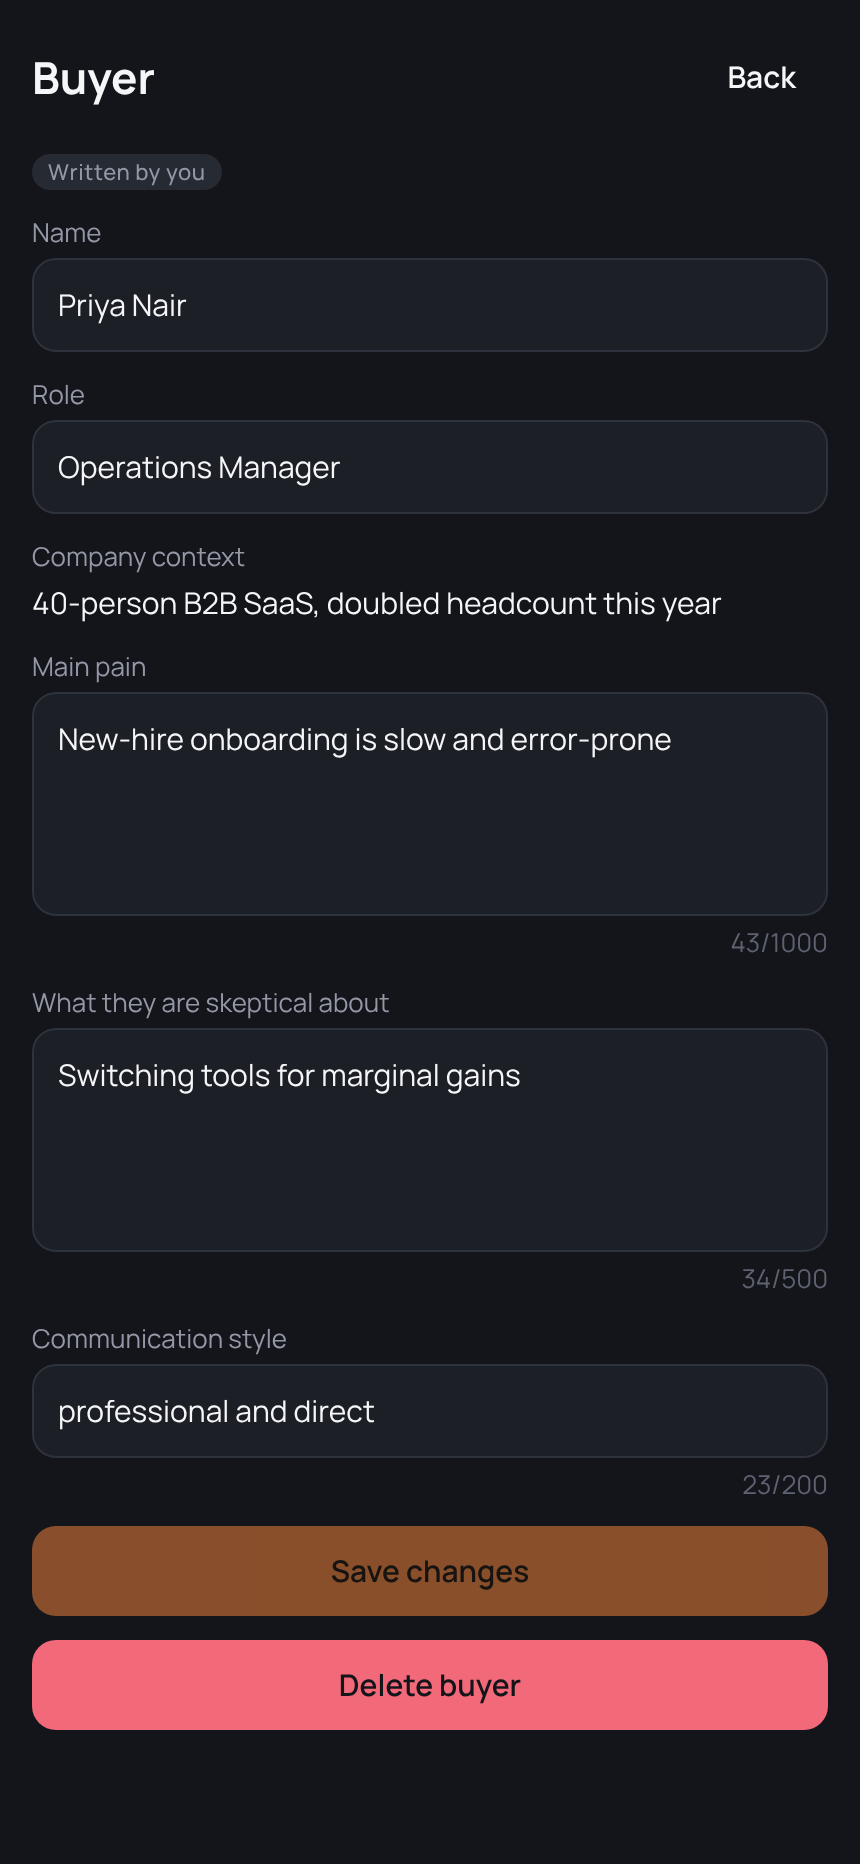 Buyer
Back
Written by you
Name
Priya Nair
Role
Operations Manager
Company context
40-person B2B SaaS, doubled headcount this year
Main pain
New-hire onboarding is slow and error-prone
43/1000
What they are skeptical about
Switching tools for marginal gains
34/500
Communication style
professional and direct
23/200
Save changes
Delete buyer